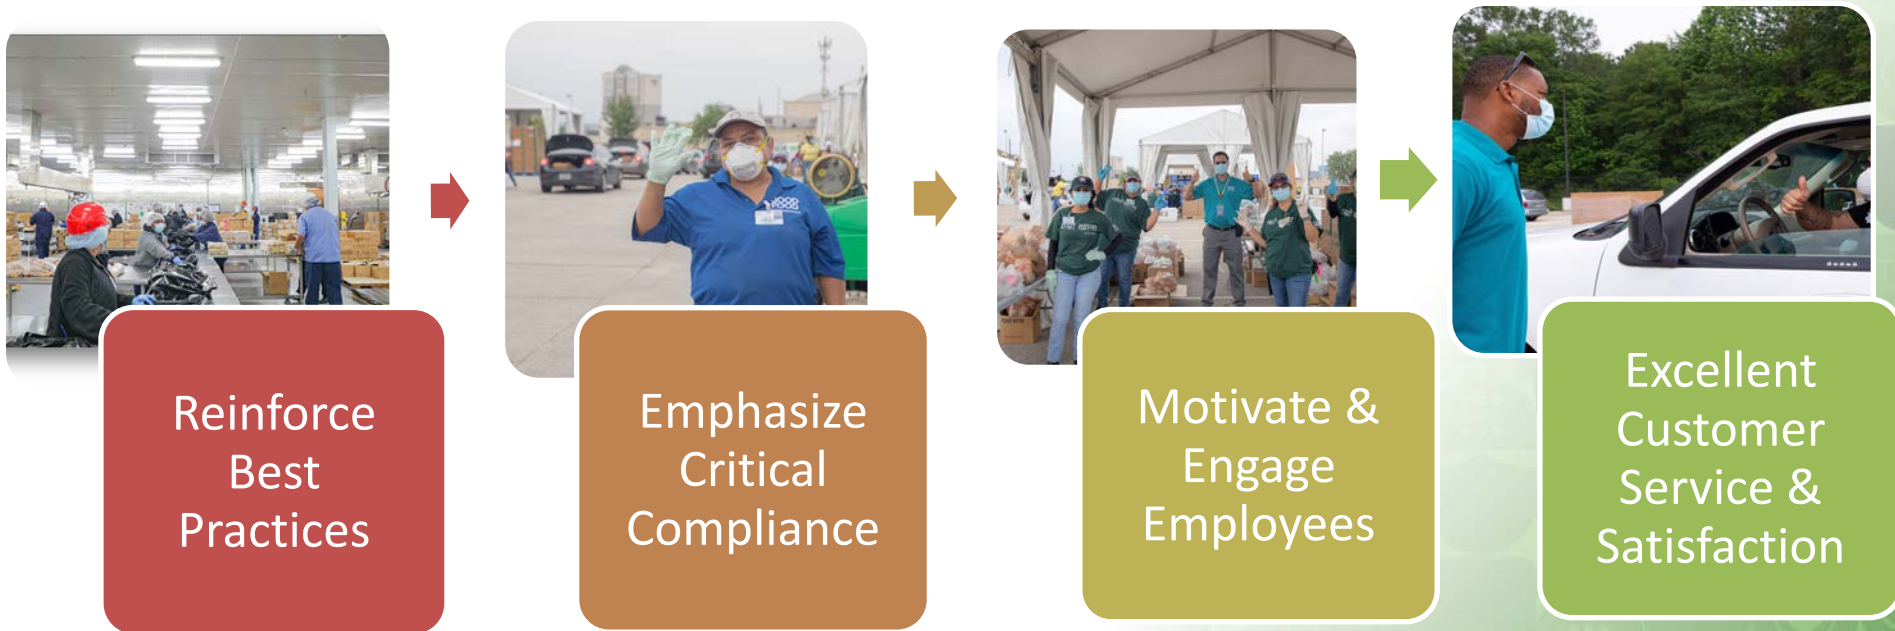 Reinforce
Best
Practices
Emphasize
Critical
Compliance
Motivate &
Engage
Employees
Excellent
Customer
Service &
Satisfaction